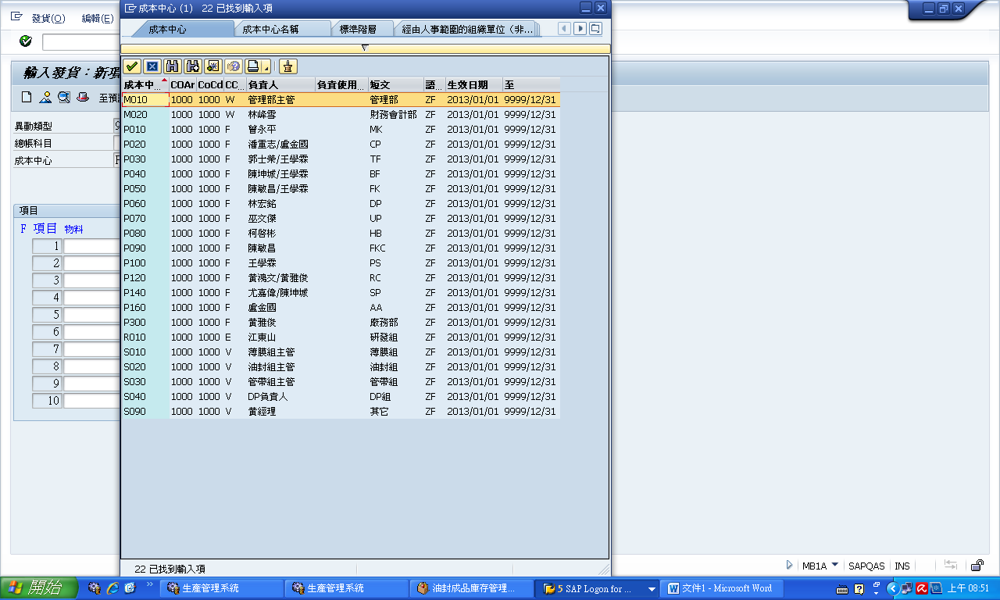 發貨(O) 編輯(E)
成本中心 (1) 22 已找到輸入項
成本中心 成本中心名稱 標準階層 經由人事範圍的組織單位（非...
輸入發貨：新項
至預
異動類型 9
總帳科目
成本中心
項目
F 項目 物料
1
2
3
4
5
6
7
8
9
10
成本中... COAr CoCd CC... 負責人 負責使用... 短文 語... 生效日期 至
M010 1000 1000 W 管理部主管 管理部 ZF 2013/01/01 9999/12/31
M020 1000 1000 W 林峰雪 財務會計部 ZF 2013/01/01 9999/12/31
P010 1000 1000 F 曾永平 MK ZF 2013/01/01 9999/12/31
P020 1000 1000 F 潘重志/盧金國 CP ZF 2013/01/01 9999/12/31
P030 1000 1000 F 郭士榮/王學霖 TF ZF 2013/01/01 9999/12/31
P040 1000 1000 F 陳坤城/王學霖 BF ZF 2013/01/01 9999/12/31
P050 1000 1000 F 陳敏昌/王學霖 FK ZF 2013/01/01 9999/12/31
P060 1000 1000 F 林宏銘 DP ZF 2013/01/01 9999/12/31
P070 1000 1000 F 巫文傑 UP ZF 2013/01/01 9999/12/31
P080 1000 1000 F 柯啓彬 HB ZF 2013/01/01 9999/12/31
P090 1000 1000 F 陳敏昌 FKC ZF 2013/01/01 9999/12/31
P100 1000 1000 F 王學霖 PS ZF 2013/01/01 9999/12/31
P120 1000 1000 F 黃鴻文/黃雅俊 RC ZF 2013/01/01 9999/12/31
P140 1000 1000 F 尤嘉偉/陳坤城 SP ZF 2013/01/01 9999/12/31
P160 1000 1000 F 盧金國 AA ZF 2013/01/01 9999/12/31
P300 1000 1000 F 黃雅俊 廠務部 ZF 2013/01/01 9999/12/31
R010 1000 1000 E 江東山 研發組 ZF 2013/01/01 9999/12/31
S010 1000 1000 V 薄膜組主管 薄膜組 ZF 2013/01/01 9999/12/31
S020 1000 1000 V 油封組主管 油封組 ZF 2013/01/01 9999/12/31
S030 1000 1000 V 管帶組主管 管帶組 ZF 2013/01/01 9999/12/31
S040 1000 1000 V DP負責人 DP組 ZF 2013/01/01 9999/12/31
S090 1000 1000 V 黃經理 其它 ZF 2013/01/01 9999/12/31
22 已找到輸入項
MB1A SAPQAS INS
開始 生產管理系統 生產管理系統 油封成品庫存管理... 5 SAP Logon for ... 文件1 - Microsoft Word 上午 08:51